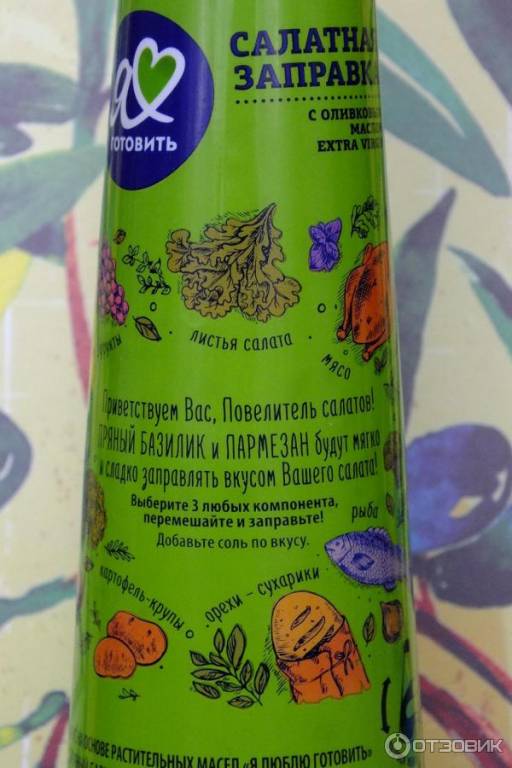 Я
ГОТОВИТЬ
САЛАТНАЯ
ЗАПРАВКА
С ОЛИВКОВЫМ
МАСЛОМ
EXTRA VIRGIN
листья салата
мясо
Приветствуем Вас, Повелитель салатов!
ПРЯНЫЙ БАЗИЛИК и ПАРМЕЗАН будут мягко
и сладко заправлять вкусом Вашего салата!
Выберите 3 любых компонента,
перемешайте и заправьте!
Добавьте соль по вкусу.
рыба
картофель-крупы
орехи - сухарики
ОСНОВЕ РАСТИТЕЛЬНЫХ МАСЕЛ «Я ЛЮБЛЮ ГОТОВИТЬ»
ОТЗОВИК